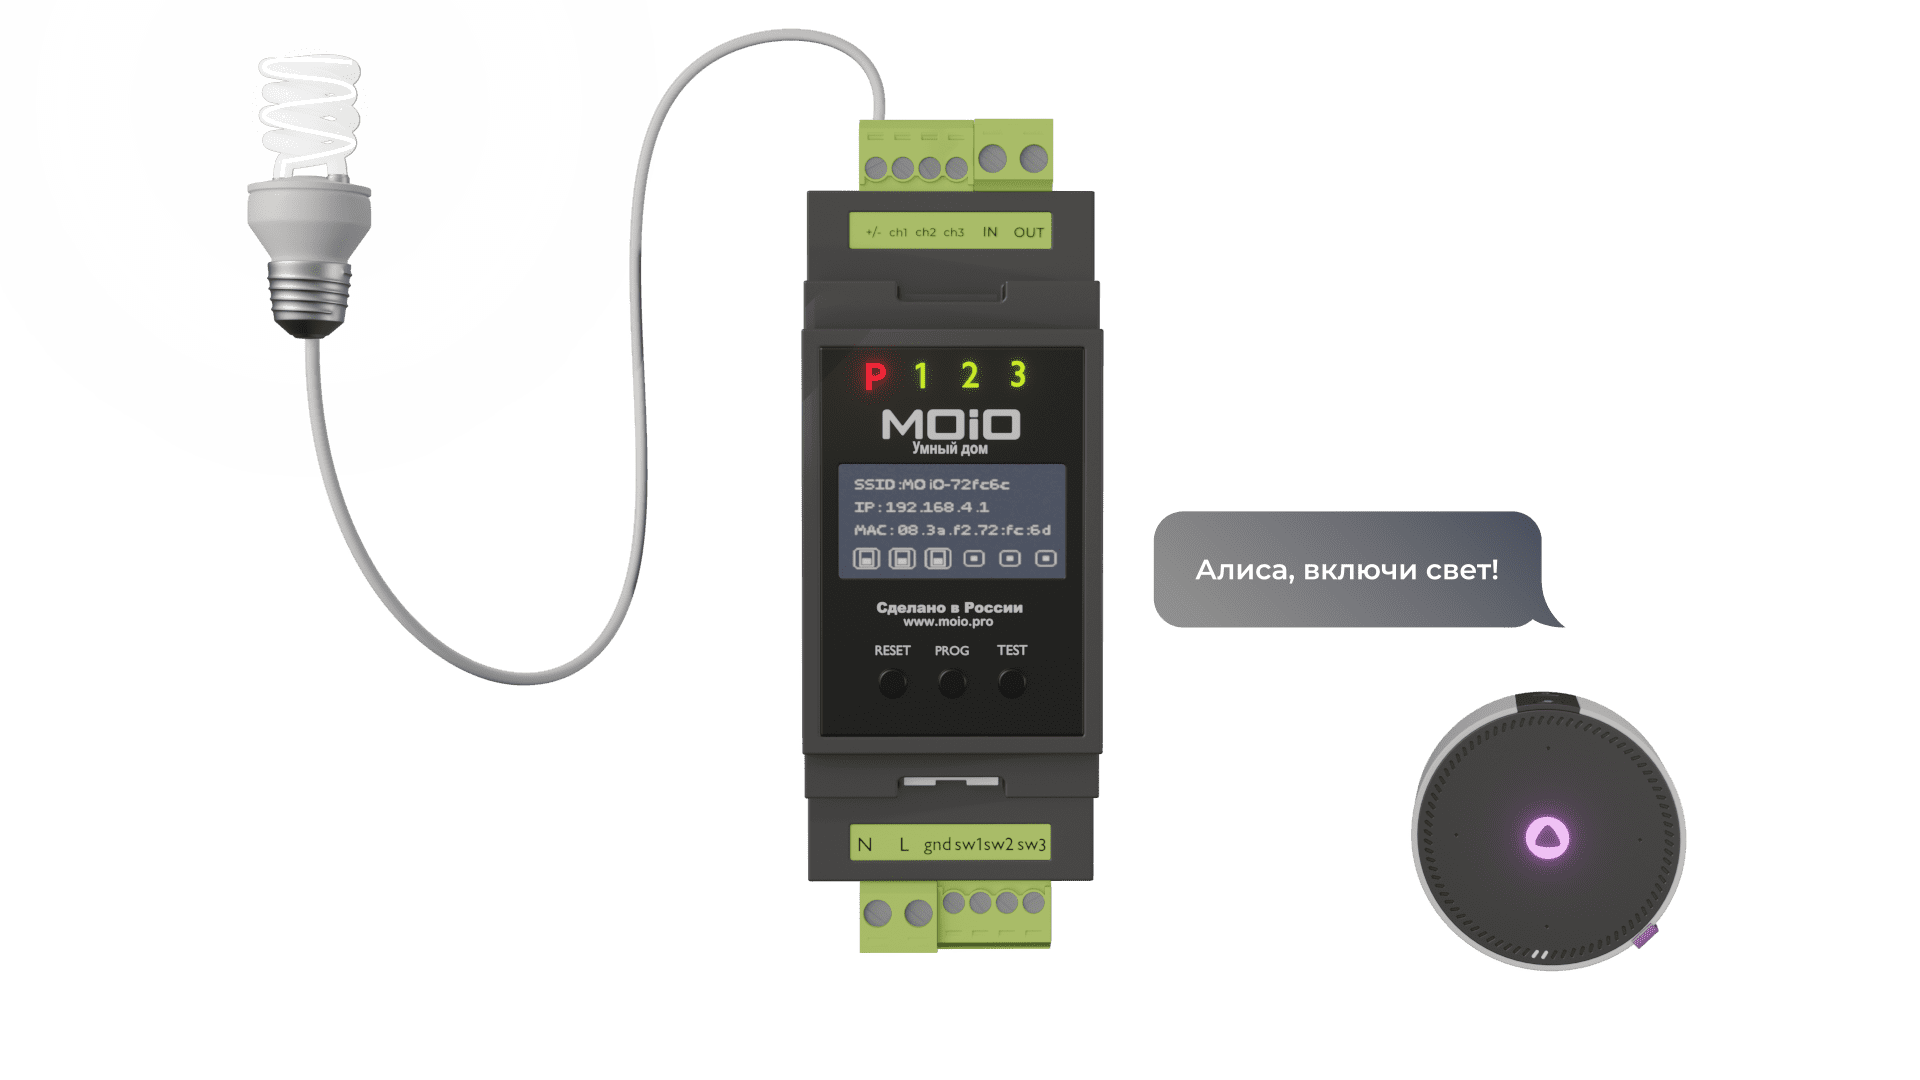 +/- ch1 ch2 ch3 IN OUT
P 1 2 3
MOiO
Умный дом
SSID:MOiO-72fc6c
IP:192.168.4.1
MAC:08.3a.f2.72:fc:6d
Сделано в России
www.moio.pro
RESET PROG TEST
N L gnd sw1 sw2 sw3
Алиса, включи свет!